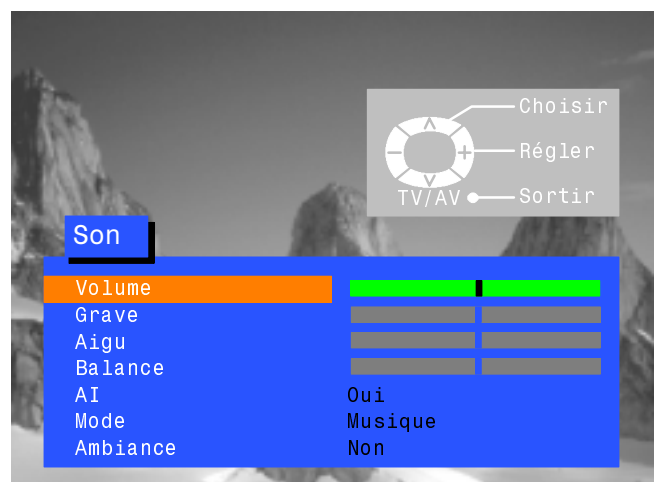 Choisir
Régler
TV/AV Sortir
Son
Volume
Grave
Aigu
Balance
AI Oui
Mode Musique
Ambiance Non